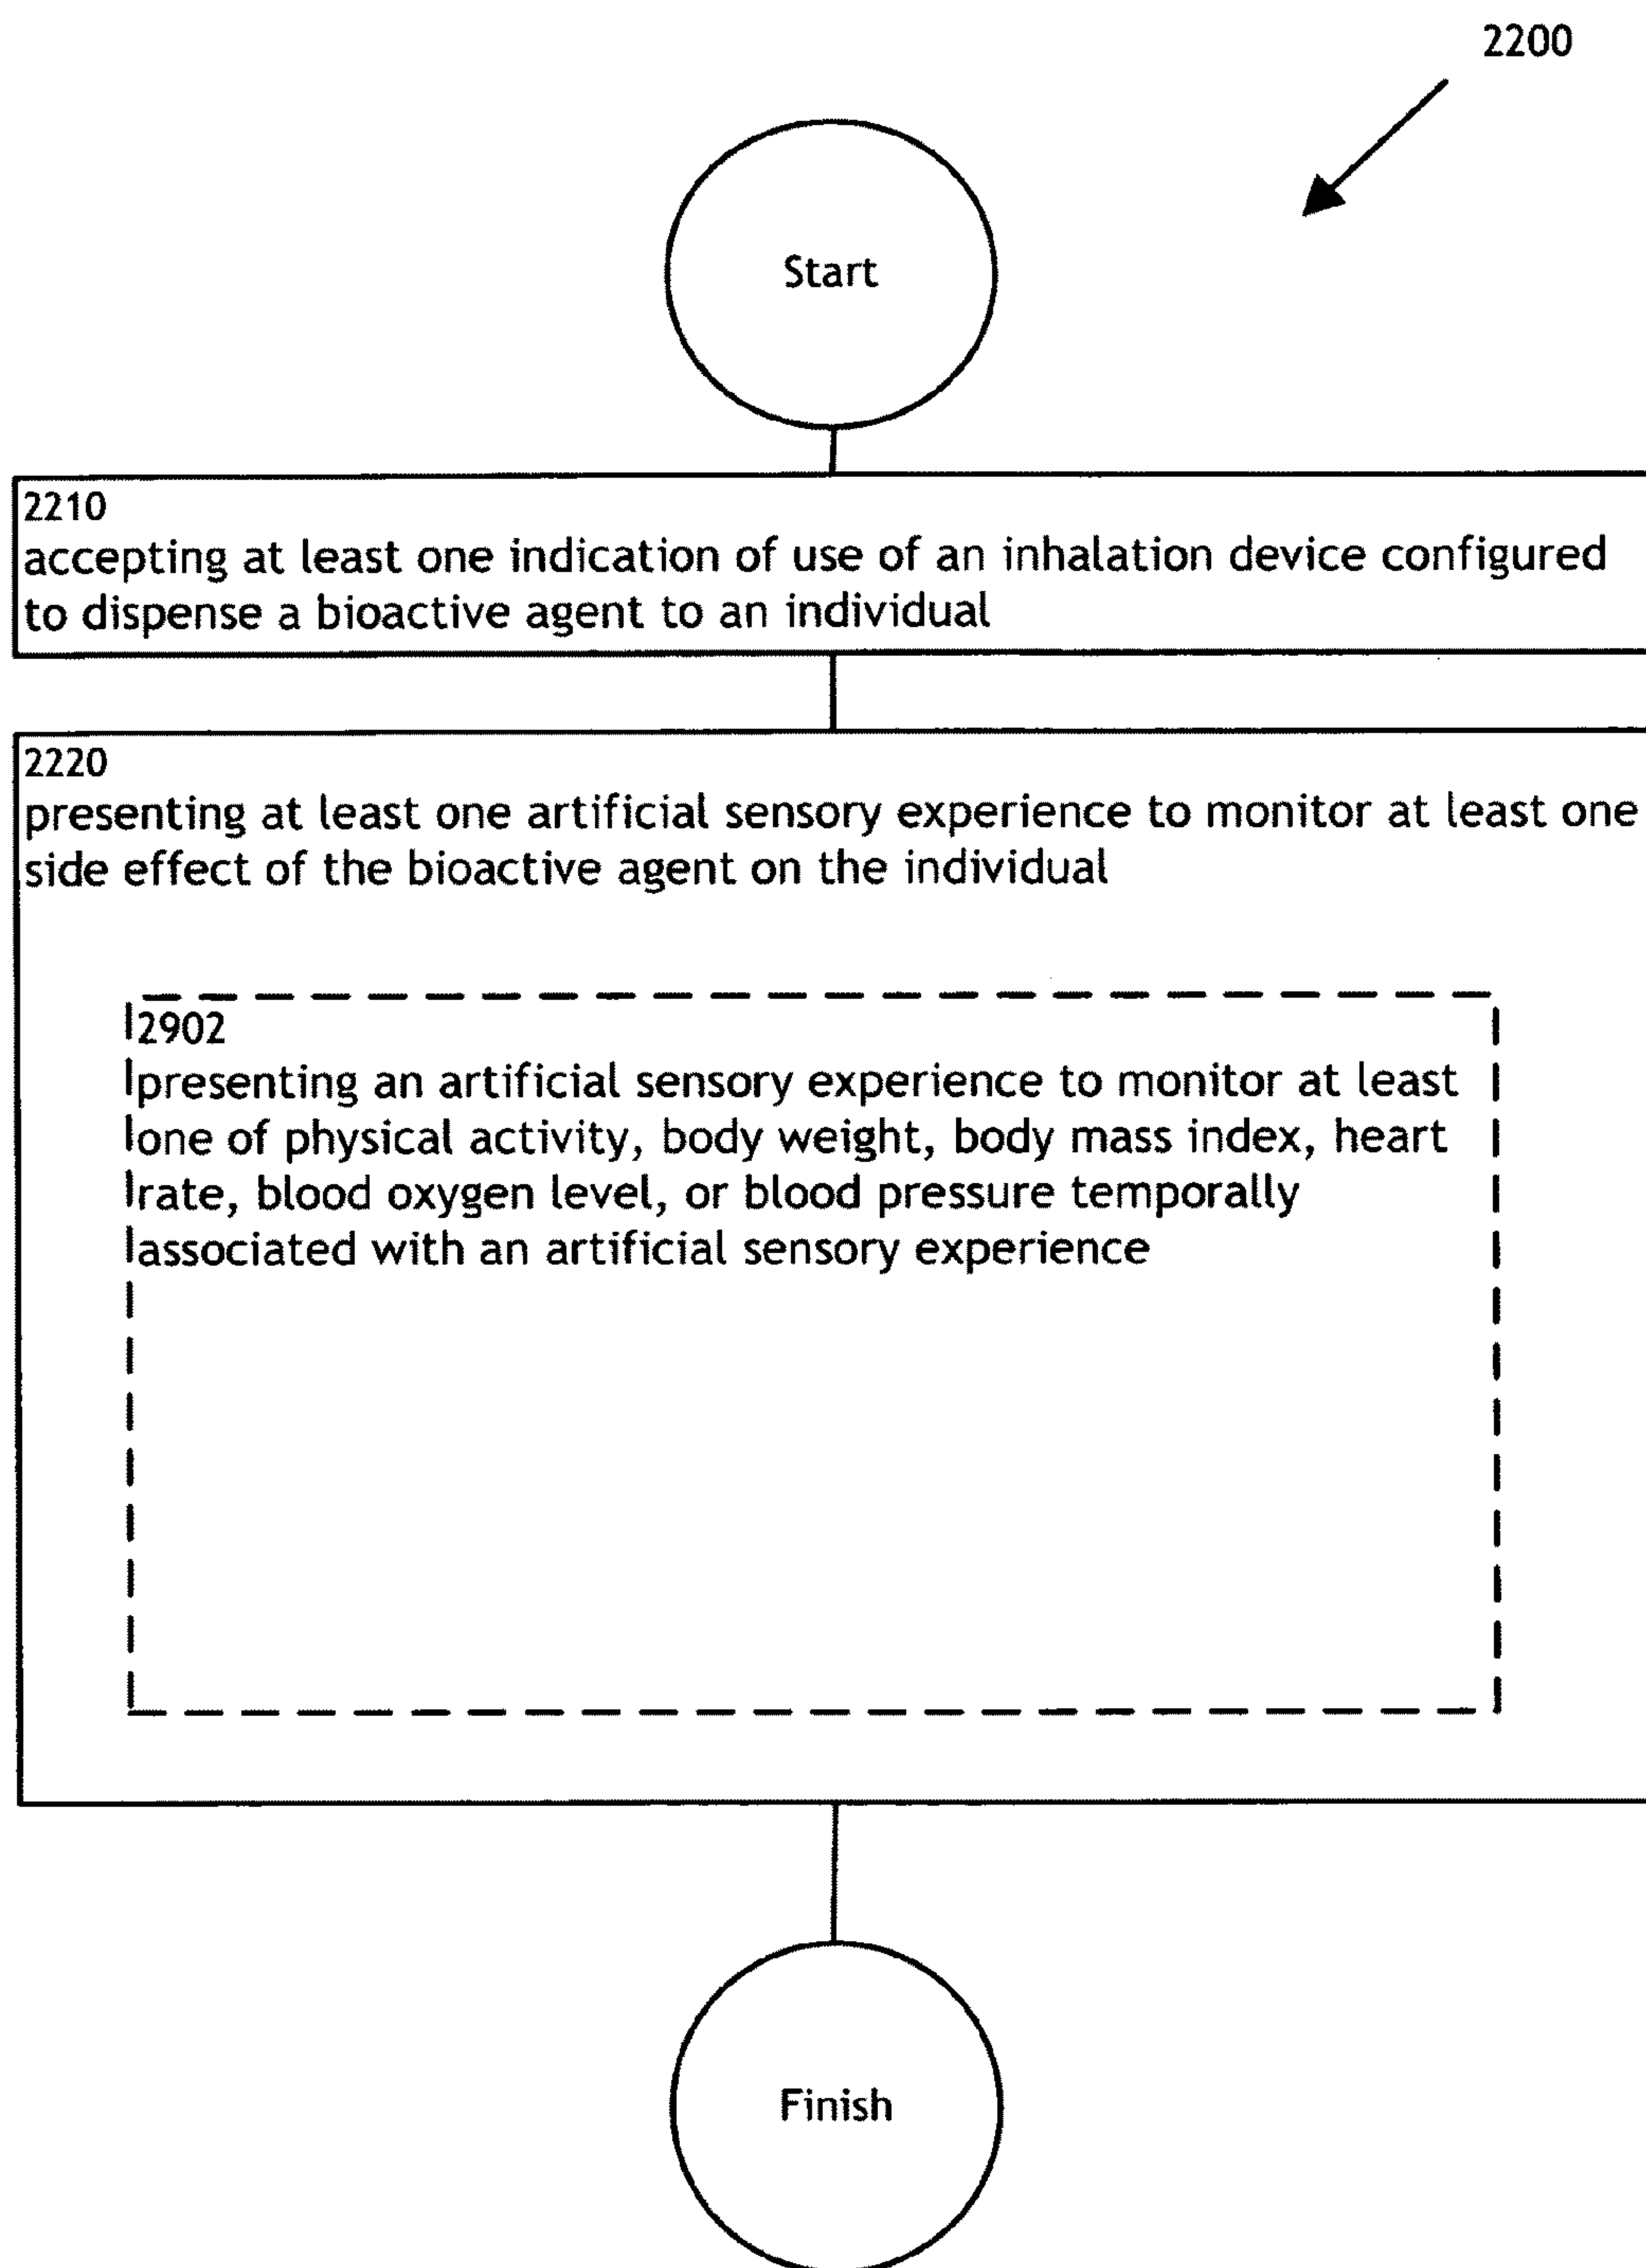 2200
Start
2210
accepting at least one indication of use of an inhalation device configured
to dispense a bioactive agent to an individual
2220
presenting at least one artificial sensory experience to monitor at least one
side effect of the bioactive agent on the individual
2902
presenting an artificial sensory experience to monitor at least
one of physical activity, body weight, body mass index, heart
rate, blood oxygen level, or blood pressure temporally
associated with an artificial sensory experience
Finish